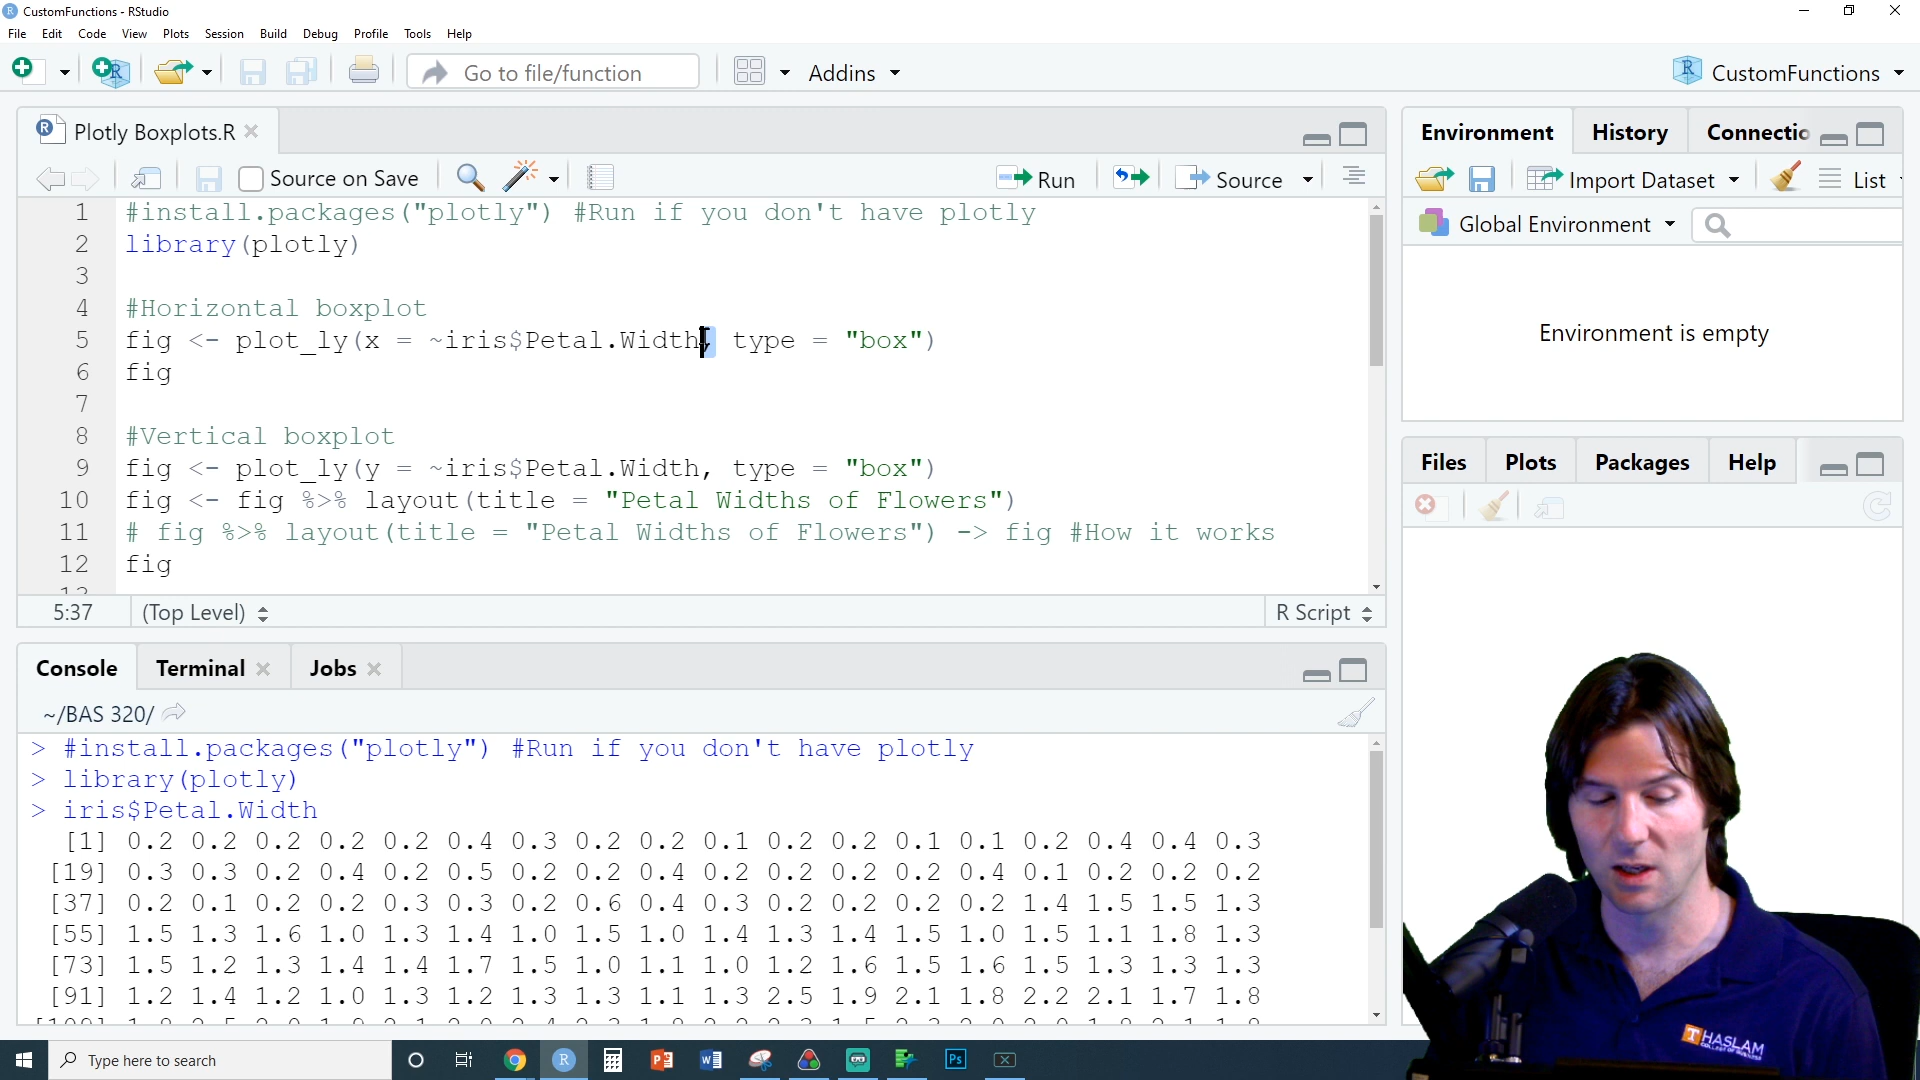 CustomFunctions - RStudio
File Edit Code View Plots Session Build Debug Profile Tools Help
Go to file/function
Addins
CustomFunctions
Plotly Boxplots.R
Source on Save
Run
Source
1 #install.packages("plotly") #Run if you don't have plotly
2 library(plotly)
3
4 #Horizontal boxplot
5 fig <- plot_ly(x = ~iris$Petal.Width, type = "box")
6 fig
7
8 #Vertical boxplot
9 fig <- plot_ly(y = ~iris$Petal.Width, type = "box")
10 fig <- fig %>% layout(title = "Petal Widths of Flowers")
11 # fig %>% layout(title = "Petal Widths of Flowers") -> fig #How it works
12 fig
5:37 (Top Level) R Script
Console Terminal Jobs
~/BAS 320/
> #install.packages("plotly") #Run if you don't have plotly
> library(plotly)
> iris$Petal.Width
[1] 0.2 0.2 0.2 0.2 0.2 0.4 0.3 0.2 0.2 0.1 0.2 0.2 0.1 0.1 0.2 0.4 0.4 0.3
[19] 0.3 0.3 0.2 0.4 0.2 0.5 0.2 0.2 0.4 0.2 0.2 0.2 0.2 0.4 0.1 0.2 0.2 0.2
[37] 0.2 0.1 0.2 0.2 0.3 0.3 0.2 0.6 0.4 0.3 0.2 0.2 0.2 0.2 1.4 1.5 1.5 1.3
[55] 1.5 1.3 1.6 1.0 1.3 1.4 1.0 1.5 1.0 1.4 1.3 1.4 1.5 1.0 1.5 1.1 1.8 1.3
[73] 1.5 1.2 1.3 1.4 1.4 1.7 1.5 1.0 1.1 1.0 1.2 1.6 1.5 1.6 1.5 1.3 1.3 1.3
[91] 1.2 1.4 1.2 1.0 1.3 1.2 1.3 1.3 1.1 1.3 2.5 1.9 2.1 1.8 2.2 2.1 1.7 1.8
Environment History Connectio
Import Dataset List
Global Environment
Environment is empty
Files Plots Packages Help
T HASLAM
Type here to search